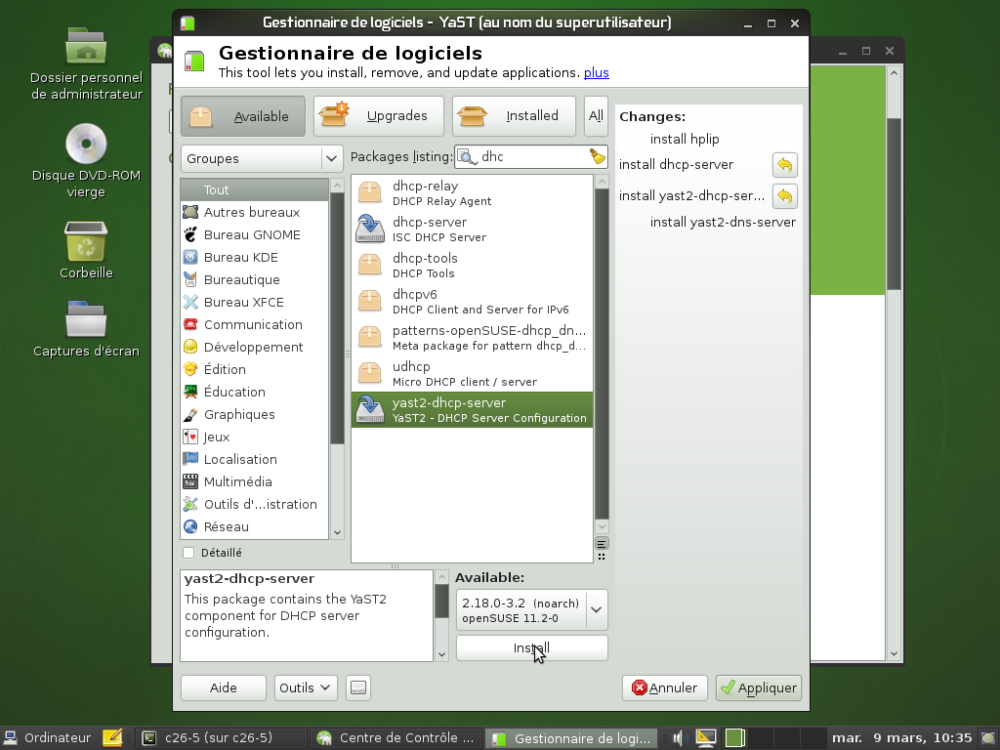 Gestionnaire de logiciels - YaST (au nom du superutilisateur)
Gestionnaire de logiciels
This tool lets you install, remove, and update applications. plus
Dossier personnel
de administrateur
Disque DVD-ROM
vierge
Corbeille
Captures d'écran
Available
Upgrades
Installed
All
Groupes
Packages listing:
dhc
Tout
Autres bureaux
Bureau GNOME
Bureau KDE
Bureautique
Bureau XFCE
Communication
Développement
Édition
Éducation
Graphiques
Jeux
Localisation
Multimédia
Outils d'...istration
Réseau
Détaillé
dhcp-relay
DHCP Relay Agent
dhcp-server
ISC DHCP Server
dhcp-tools
DHCP Tools
dhcpv6
DHCP Client and Server for IPv6
patterns-openSUSE-dhcp_dn...
Meta package for pattern dhcp_d...
udhcp
Micro DHCP client / server
yast2-dhcp-server
YaST2 - DHCP Server Configuration
Changes:
install hplip
install dhcp-server
install yast2-dhcp-ser...
install yast2-dns-server
yast2-dhcp-server
This package contains the YaST2
component for DHCP server
configuration.
Available:
2.18.0-3.2 (noarch)
openSUSE 11.2-0
Install
Aide
Outils
Annuler
Appliquer
Ordinateur
c26-5 (sur c26-5)
Centre de Contrôle ...
Gestionnaire de logi...
mar. 9 mars, 10:35